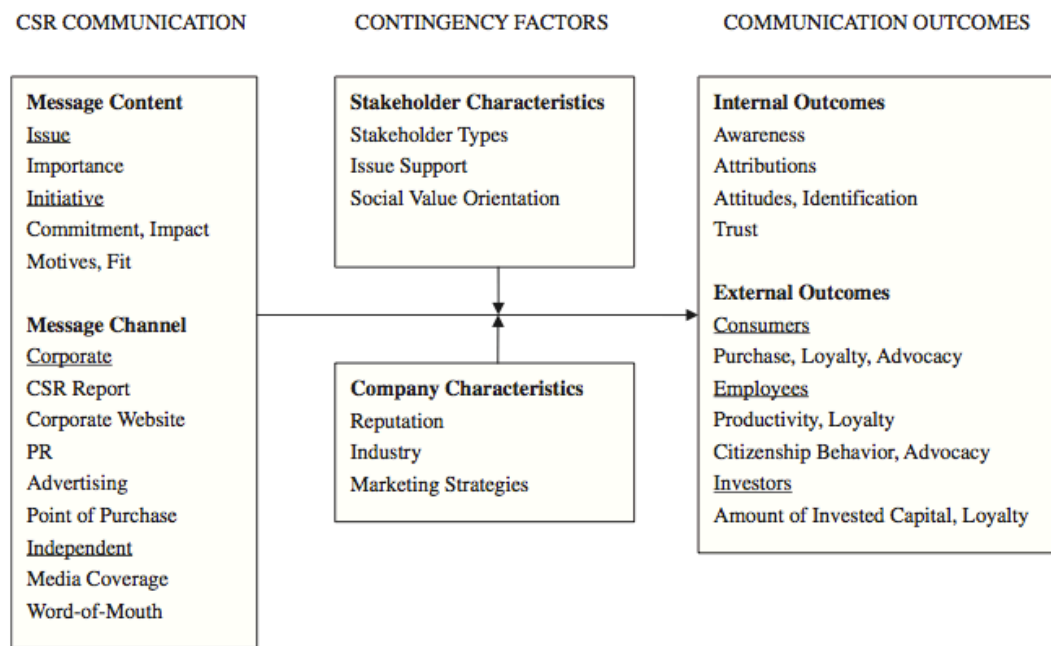 CSR COMMUNICATION
CONTINGENCY FACTORS
COMMUNICATION OUTCOMES
Message Content
Issue
Importance
Initiative
Commitment, Impact
Motives, Fit
Message Channel
Corporate
CSR Report
Corporate Website
PR
Advertising
Point of Purchase
Independent
Media Coverage
Word-of-Mouth
Stakeholder Characteristics
Stakeholder Types
Issue Support
Social Value Orientation
Company Characteristics
Reputation
Industry
Marketing Strategies
Internal Outcomes
Awareness
Attributions
Attitudes, Identification
Trust
External Outcomes
Consumers
Purchase, Loyalty, Advocacy
Employees
Productivity, Loyalty
Citizenship Behavior, Advocacy
Investors
Amount of Invested Capital, Loyalty